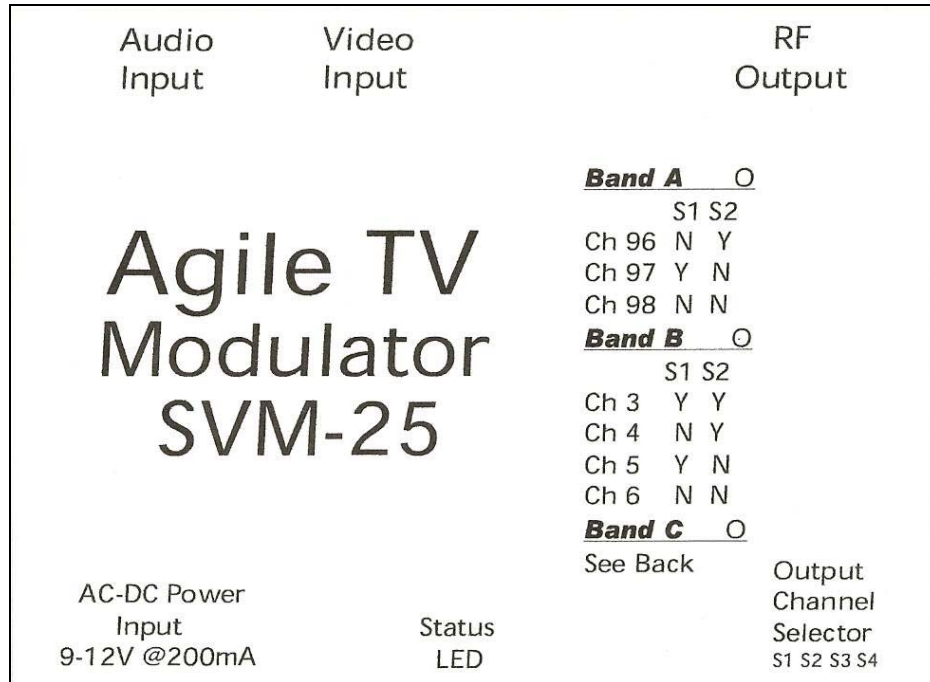 Audio Input
Video Input
RF Output
Agile TV
Modulator
SVM-25
Band A O
S1 S2
Ch 96 N Y
Ch 97 Y N
Ch 98 N N
Band B O
S1 S2
Ch 3 Y Y
Ch 4 N Y
Ch 5 Y N
Ch 6 N N
Band C O
See Back
AC-DC Power
Input
9-12V @200mA
Status
LED
Output
Channel
Selector
S1 S2 S3 S4